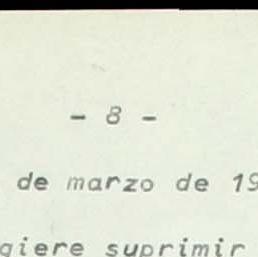 - 8 -
de marzo de 19
giere suprimir